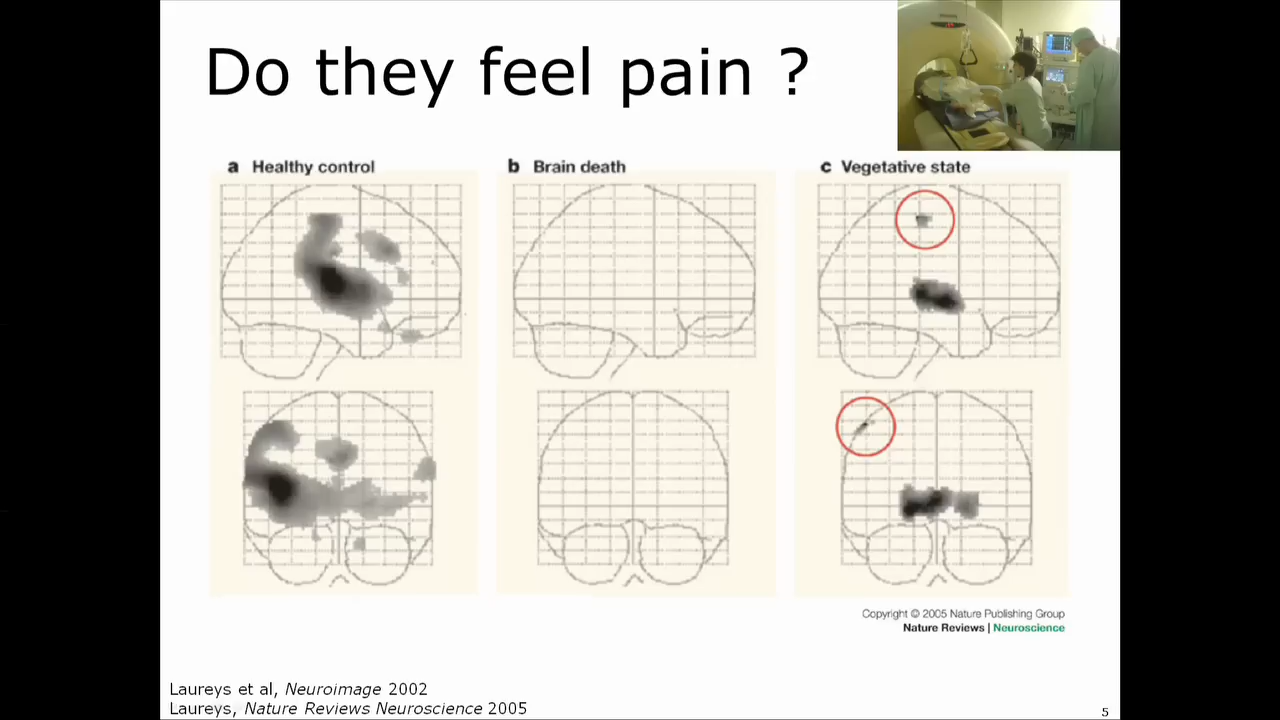 Do they feel pain ?
a Healthy control
b Brain death
c Vegetative state
Copyright © 2005 Nature Publishing Group
Nature Reviews | Neuroscience
Laureys et al, Neuroimage 2002
Laureys, Nature Reviews Neuroscience 2005
5